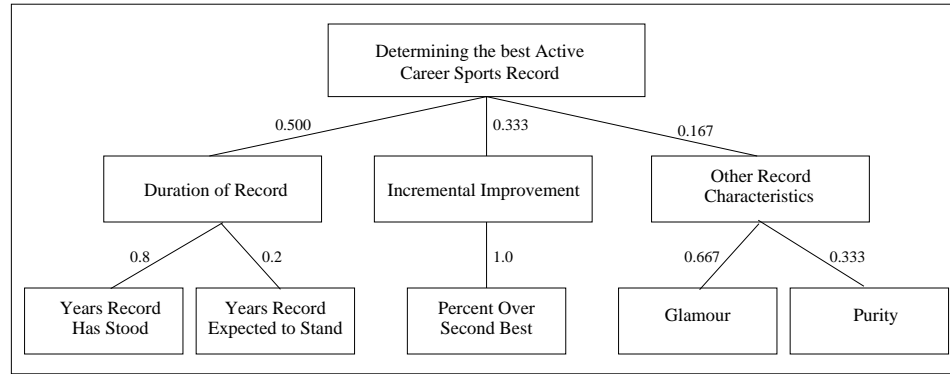 Determining the best Active
Career Sports Record
0.500
0.333
0.167
Duration of Record
Incremental Improvement
Other Record
Characteristics
0.8
0.2
1.0
0.667
0.333
Years Record
Has Stood
Years Record
Expected to Stand
Percent Over
Second Best
Glamour
Purity